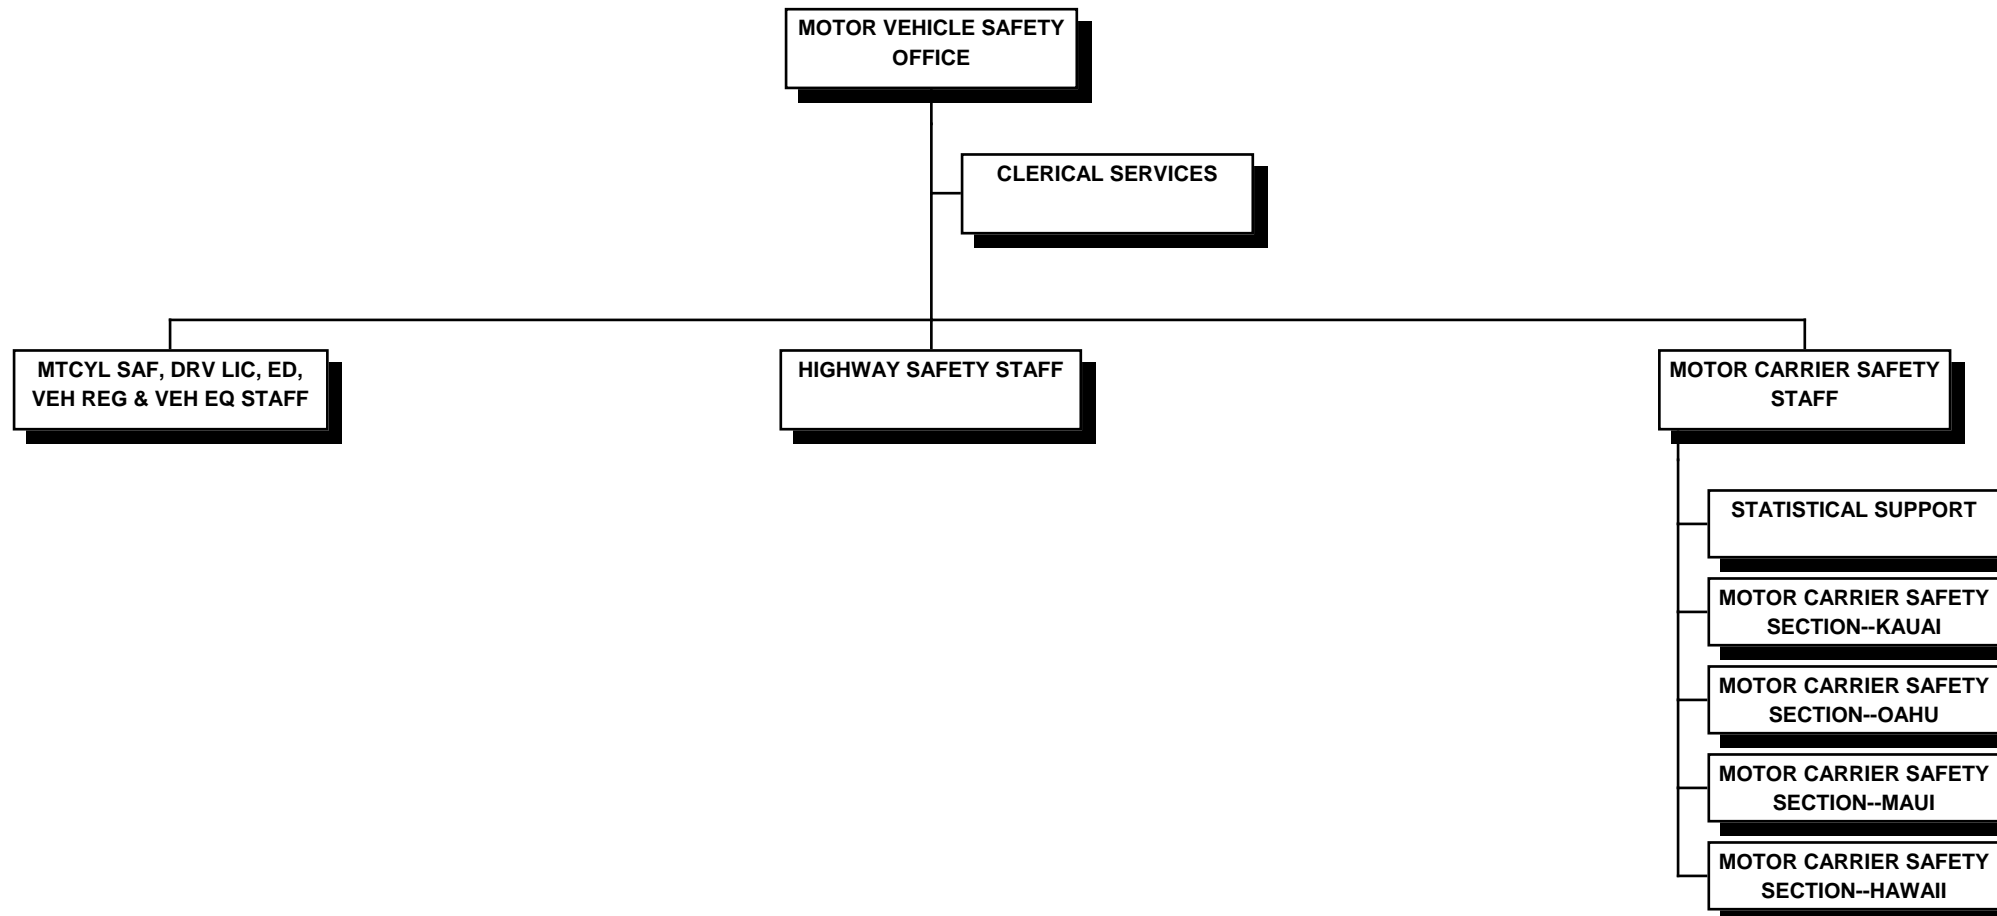 MOTOR VEHICLE SAFETY
OFFICE
CLERICAL SERVICES
MTCYL SAF, DRV LIC, ED,
VEH REG & VEH EQ STAFF
HIGHWAY SAFETY STAFF
MOTOR CARRIER SAFETY
STAFF
STATISTICAL SUPPORT
MOTOR CARRIER SAFETY
SECTION--KAUAI
MOTOR CARRIER SAFETY
SECTION--OAHU
MOTOR CARRIER SAFETY
SECTION--MAUI
MOTOR CARRIER SAFETY
SECTION--HAWAII